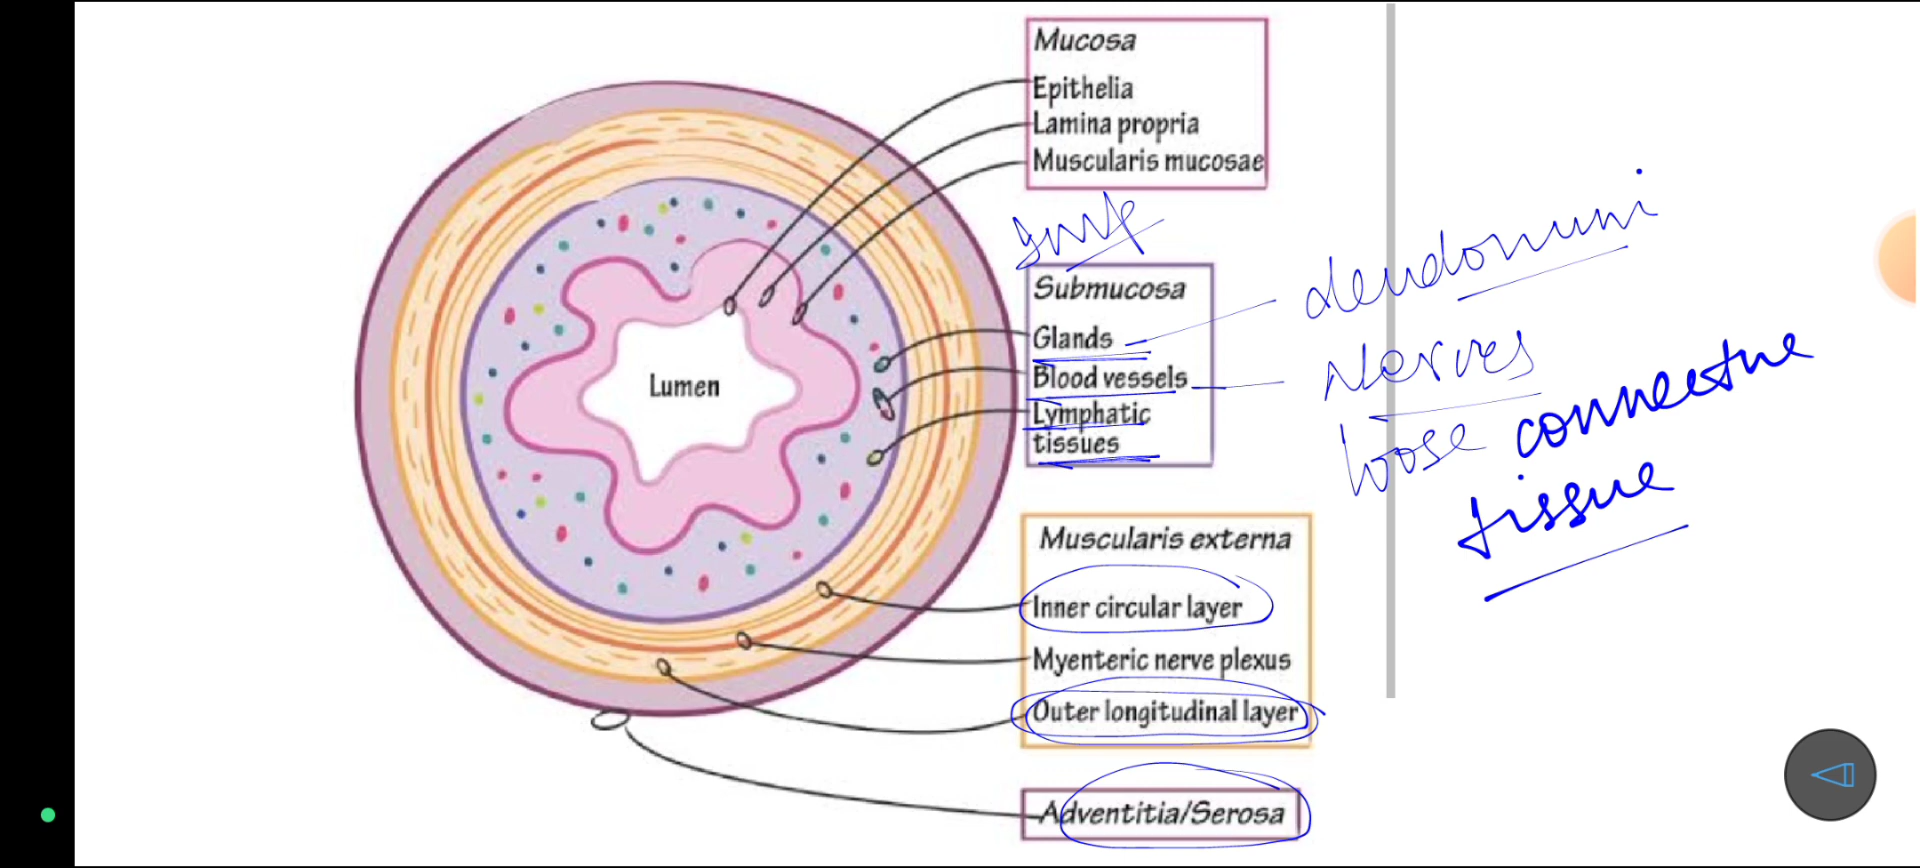 Mucosa
Epithelia
Lamina propria
Muscularis mucosae
Submucosa
Glands
Blood vessels
Lymphatic
tissues
Nerves
loose connective
tissue
Lumen
Muscularis externa
Inner circular layer
Myenteric nerve plexus
Outer longitudinal layer
Adventitia/Serosa